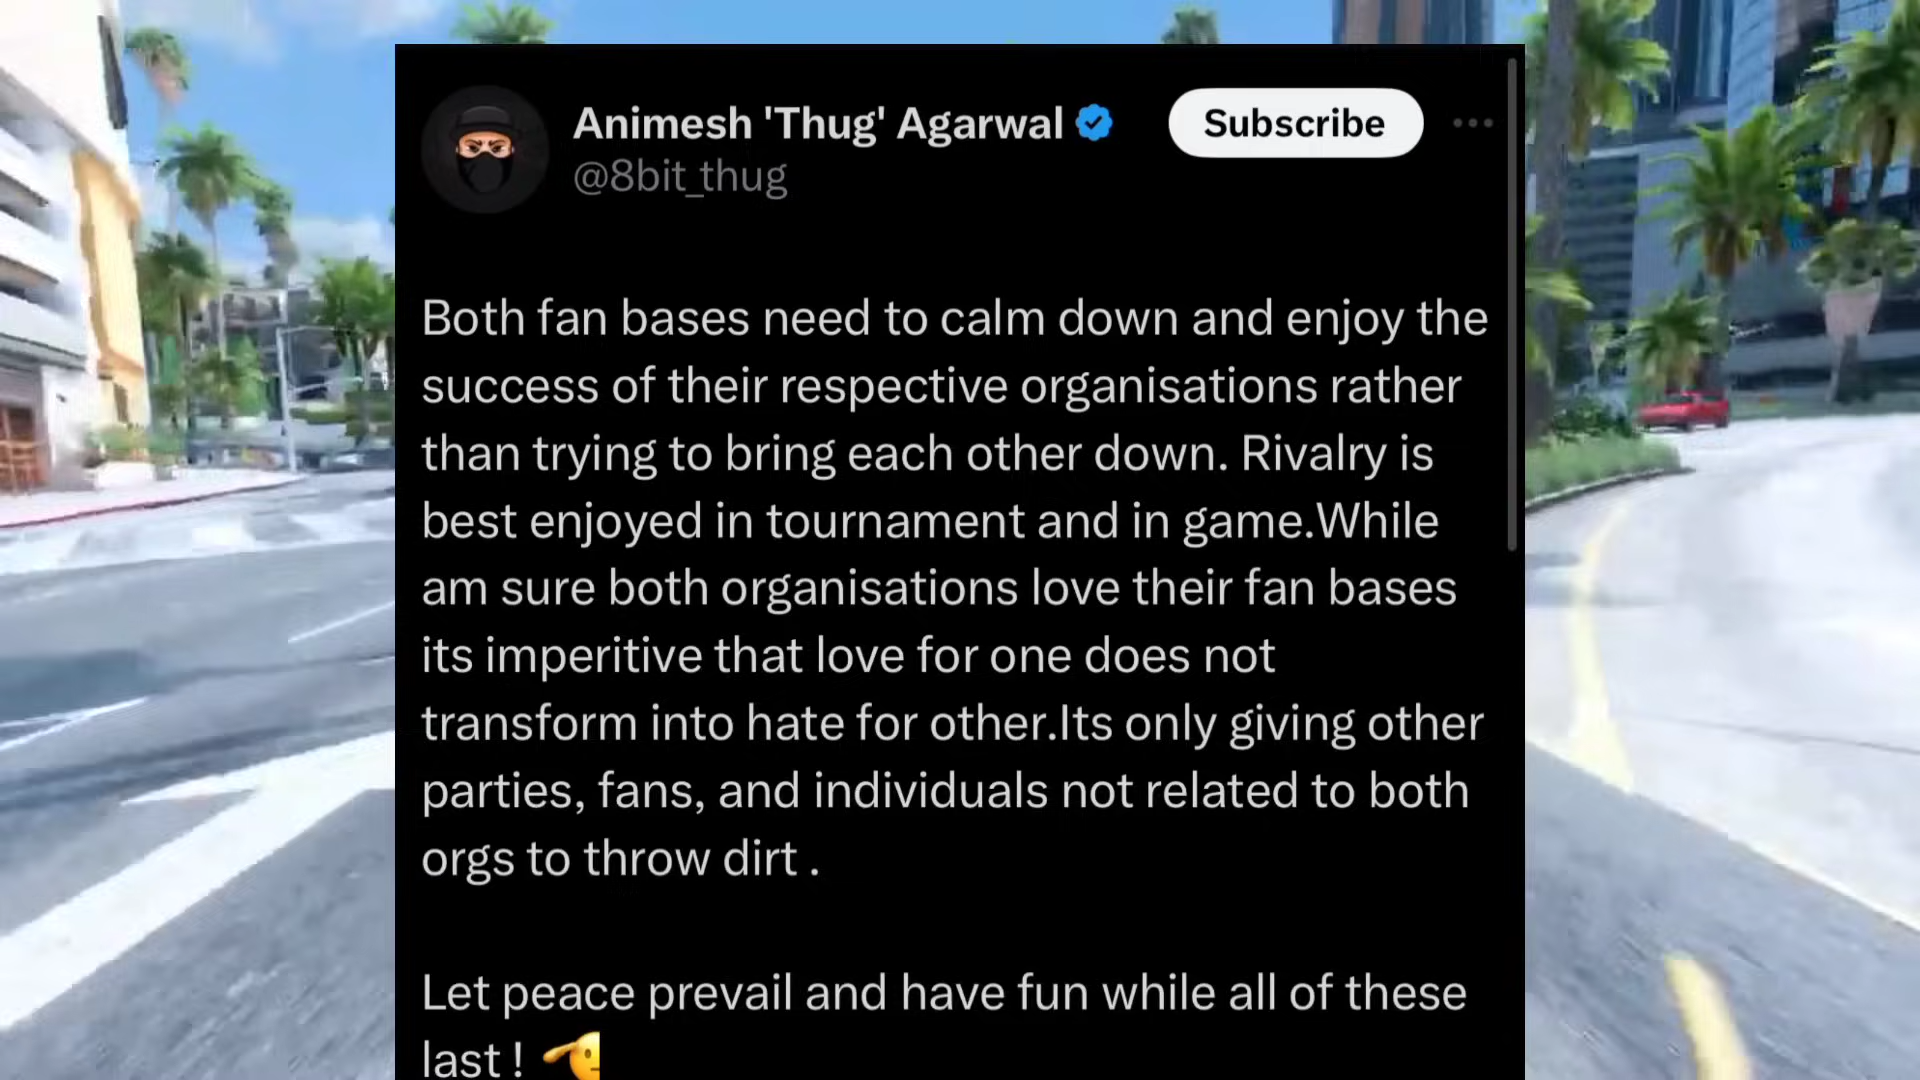 Animesh 'Thug' Agarwal
Subscribe
@8bit_thug
Both fan bases need to calm down and enjoy the
success of their respective organisations rather
than trying to bring each other down. Rivalry is
best enjoyed in tournament and in game.While
am sure both organisations love their fan bases
its imperitive that love for one does not
transform into hate for other.Its only giving other
parties, fans, and individuals not related to both
orgs to throw dirt .
Let peace prevail and have fun while all of these
last !